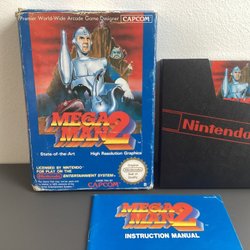 Premier World-Wide Arcade Game Designer
CAPCOM
MEGA
MAN 2
State-of-the-Art
High Resolution Graphics
LICENSED BY NINTENDO
FOR PLAY ON THE
Nintendo
ENTERTAINMENT SYSTEM
CAPCOM
Nintendo
MEGA
MAN 2
INSTRUCTION MANUAL